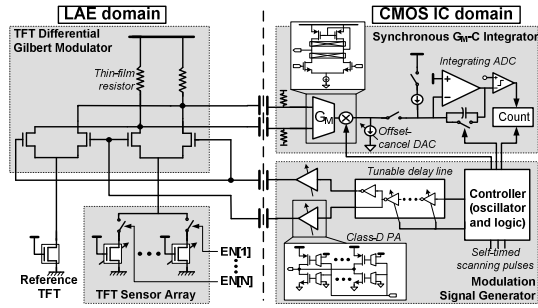 LAE domain
CMOS IC domain
TFT Differential
Gilbert Modulator
Thin-film
resistor
Synchronous GM-C Integrator
Integrating ADC
GM
Offset-
cancel DAC
Count
Tunable delay line
Controller
(oscillator
and logic)
Class-D PA
Self-timed
scanning pulses
Modulation
Signal Generator
EN[1]
EN[N]
Reference
TFT
TFT Sensor Array